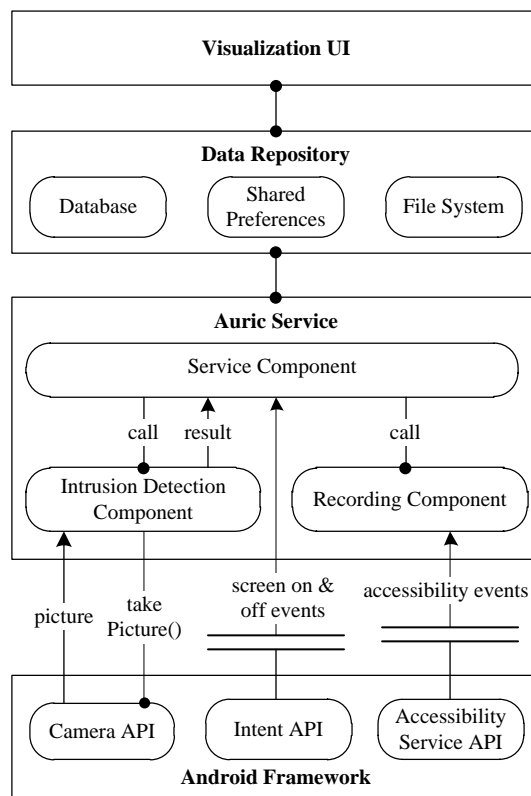 Visualization UI
Data Repository
Database
Shared
Preferences
File System
Auric Service
Service Component
call
result
call
Intrusion Detection
Component
Recording Component
picture
take
Picture()
screen on &
off events
accessibility events
Camera API
Intent API
Accessibility
Service API
Android Framework